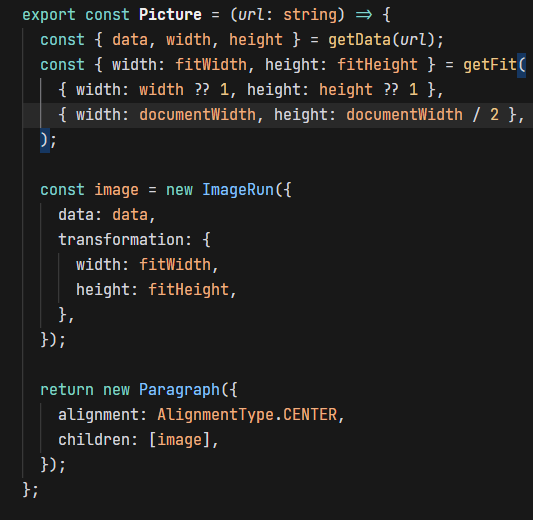 export const Picture = (url: string) => {
  const { data, width, height } = getData(url);
  const { width: fitWidth, height: fitHeight } = getFit(
    { width: width ?? 1, height: height ?? 1 },
    { width: documentWidth, height: documentWidth / 2 },
  );

  const image = new ImageRun({
    data: data,
    transformation: {
      width: fitWidth,
      height: fitHeight,
    },
  });

  return new Paragraph({
    alignment: AlignmentType.CENTER,
    children: [image],
  });
};